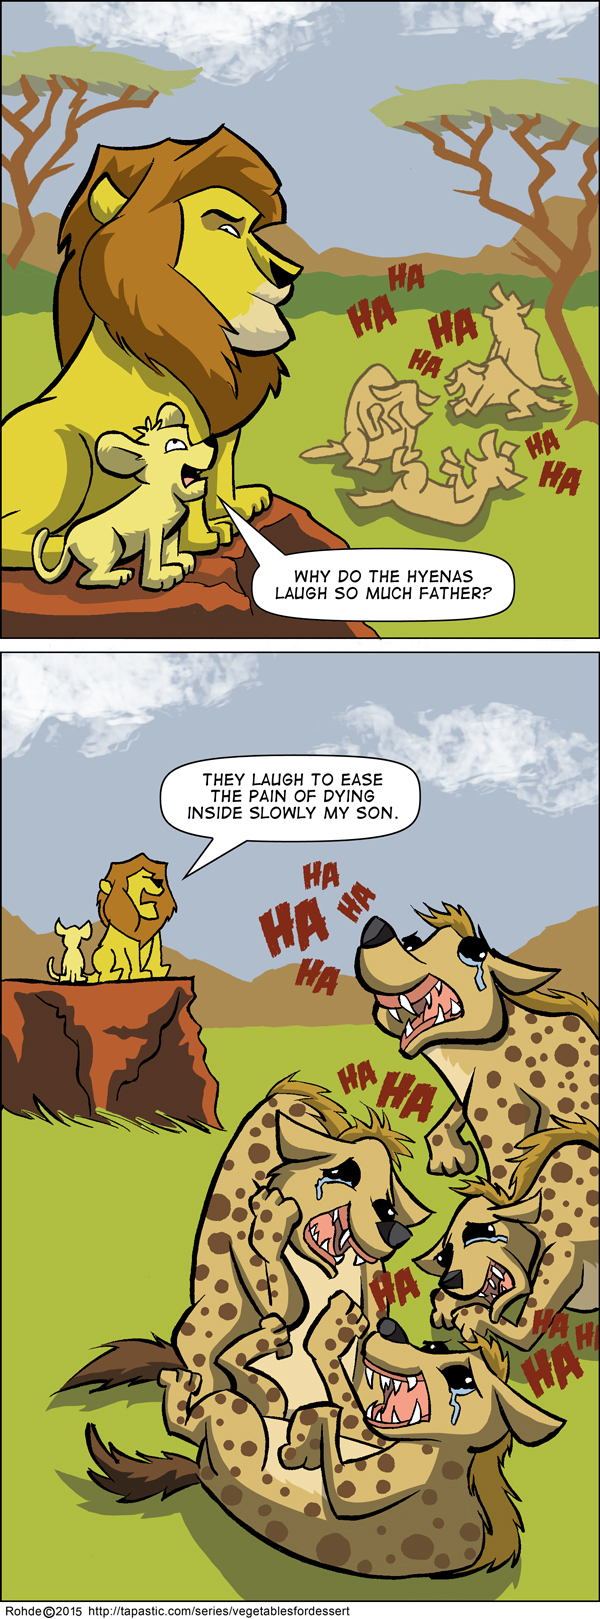 HA
HA
HA
HA
HA
HA
WHY DO THE HYENAS
LAUGH SO MUCH FATHER?
THEY LAUGH TO EASE
THE PAIN OF DYING
INSIDE SLOWLY MY SON.
HA
HA
HA
HA
HA
HA
HA
HA
HA
HA
Rohde©2015 http://tapastic.com/series/vegetablesfordessert